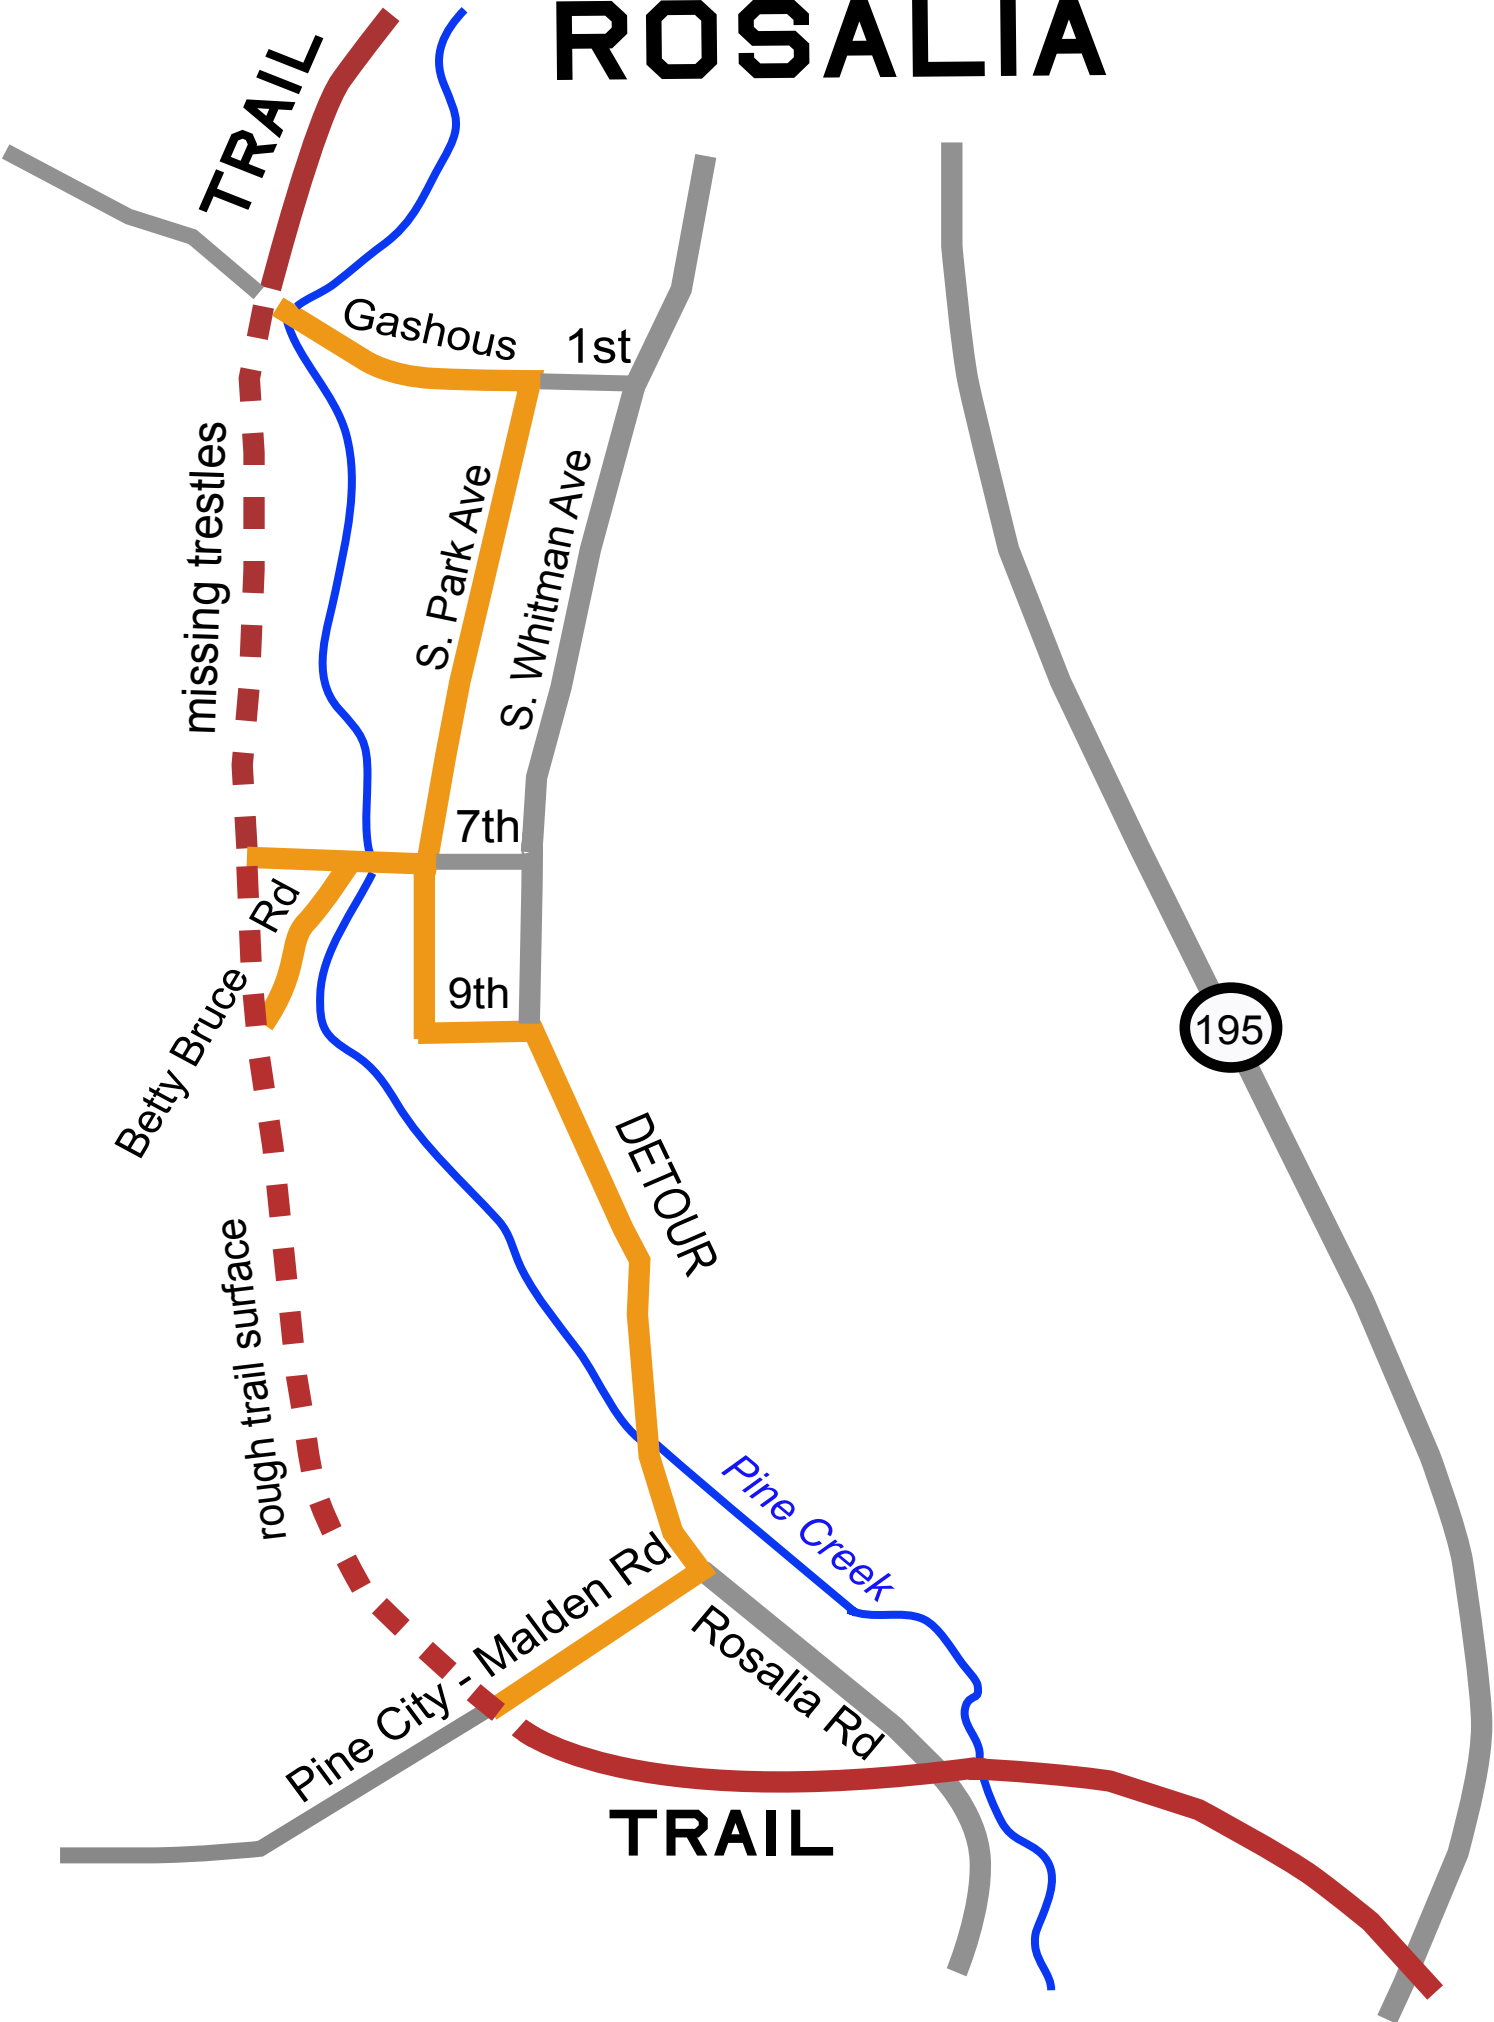 ROSALIA
TRAIL
Gashous
1st
missing trestles
S. Park Ave
S. Whitman Ave
7th
Betty Bruce Rd
9th
195
DETOUR
rough trail surface
Pine Creek
Pine City - Malden Rd
Rosalia Rd
TRAIL